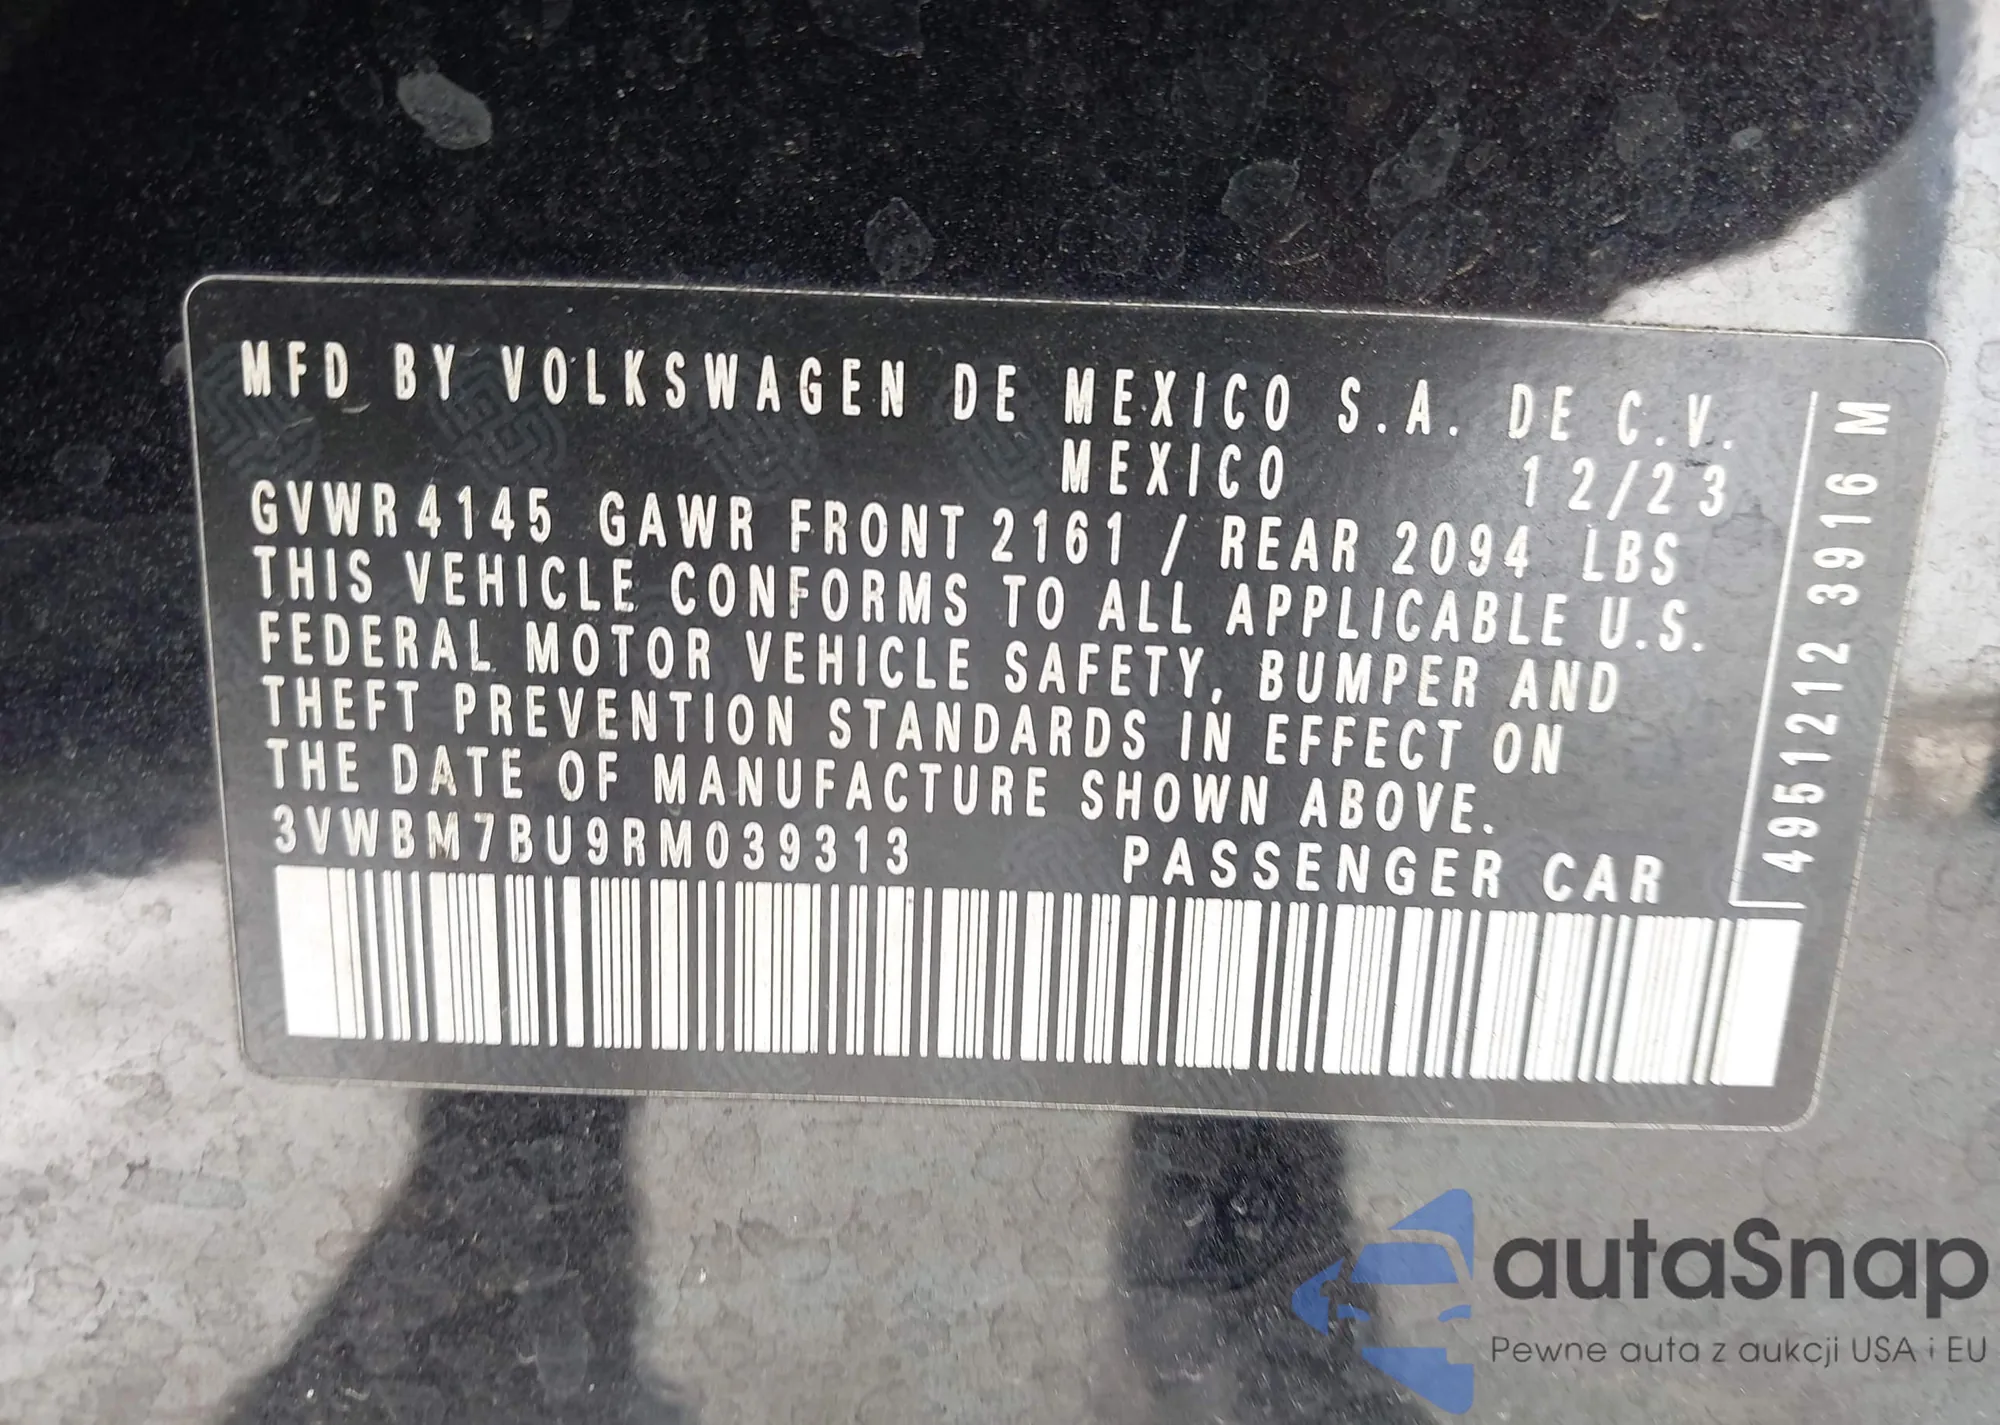 MFD BY VOLKSWAGEN DE MEXICO S.A. DE C.V.
MEXICO 12/23
GVWR 4145 GAWR FRONT 2161 / REAR 2094 LBS
THIS VEHICLE CONFORMS TO ALL APPLICABLE U.S.
FEDERAL MOTOR VEHICLE SAFETY, BUMPER AND
THEFT PREVENTION STANDARDS IN EFFECT ON
THE DATE OF MANUFACTURE SHOWN ABOVE.
3VWBM7BU9RM039313 PASSENGER CAR
4951212 3916 M
autaSnap
Pewne auta z aukcji USA i EU